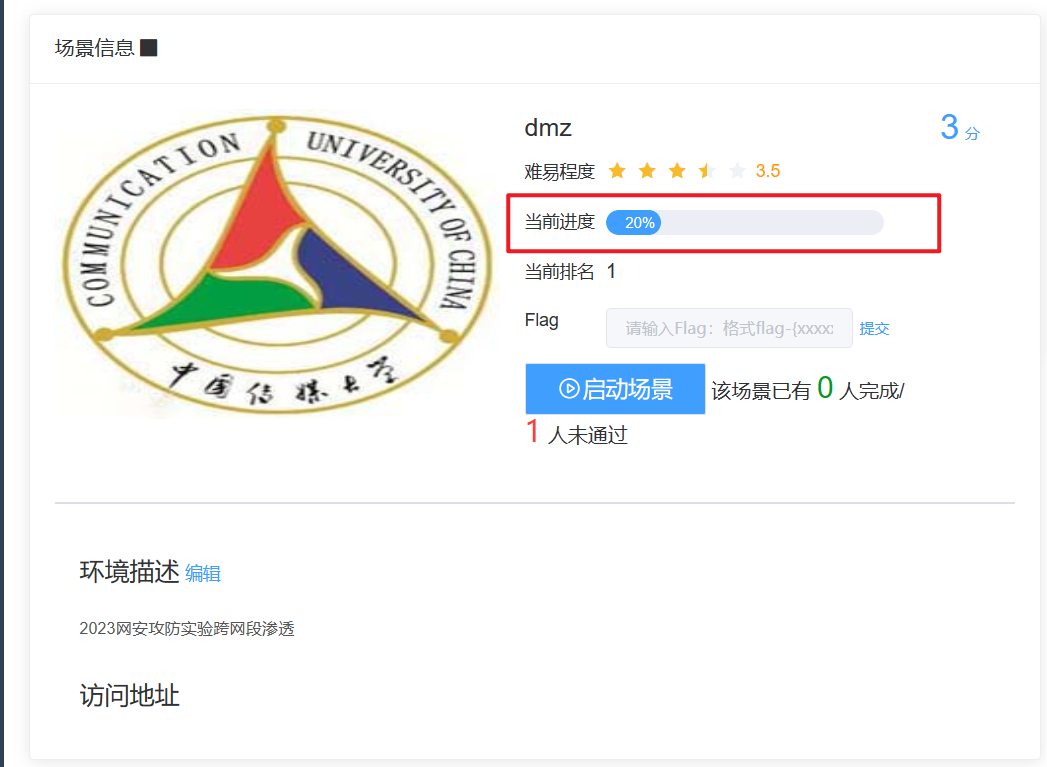 场景信息
COMMUNICATION UNIVERSITY OF CHINA
中国传媒大学
dmz
3 分
难易程度 3.5
当前进度 20%
当前排名 1
Flag 请输入Flag：格式flag-{xxxx: 提交
启动场景 该场景已有 0 人完成/
1 人未通过
环境描述 编辑
2023网安攻防实验跨网段渗透
访问地址